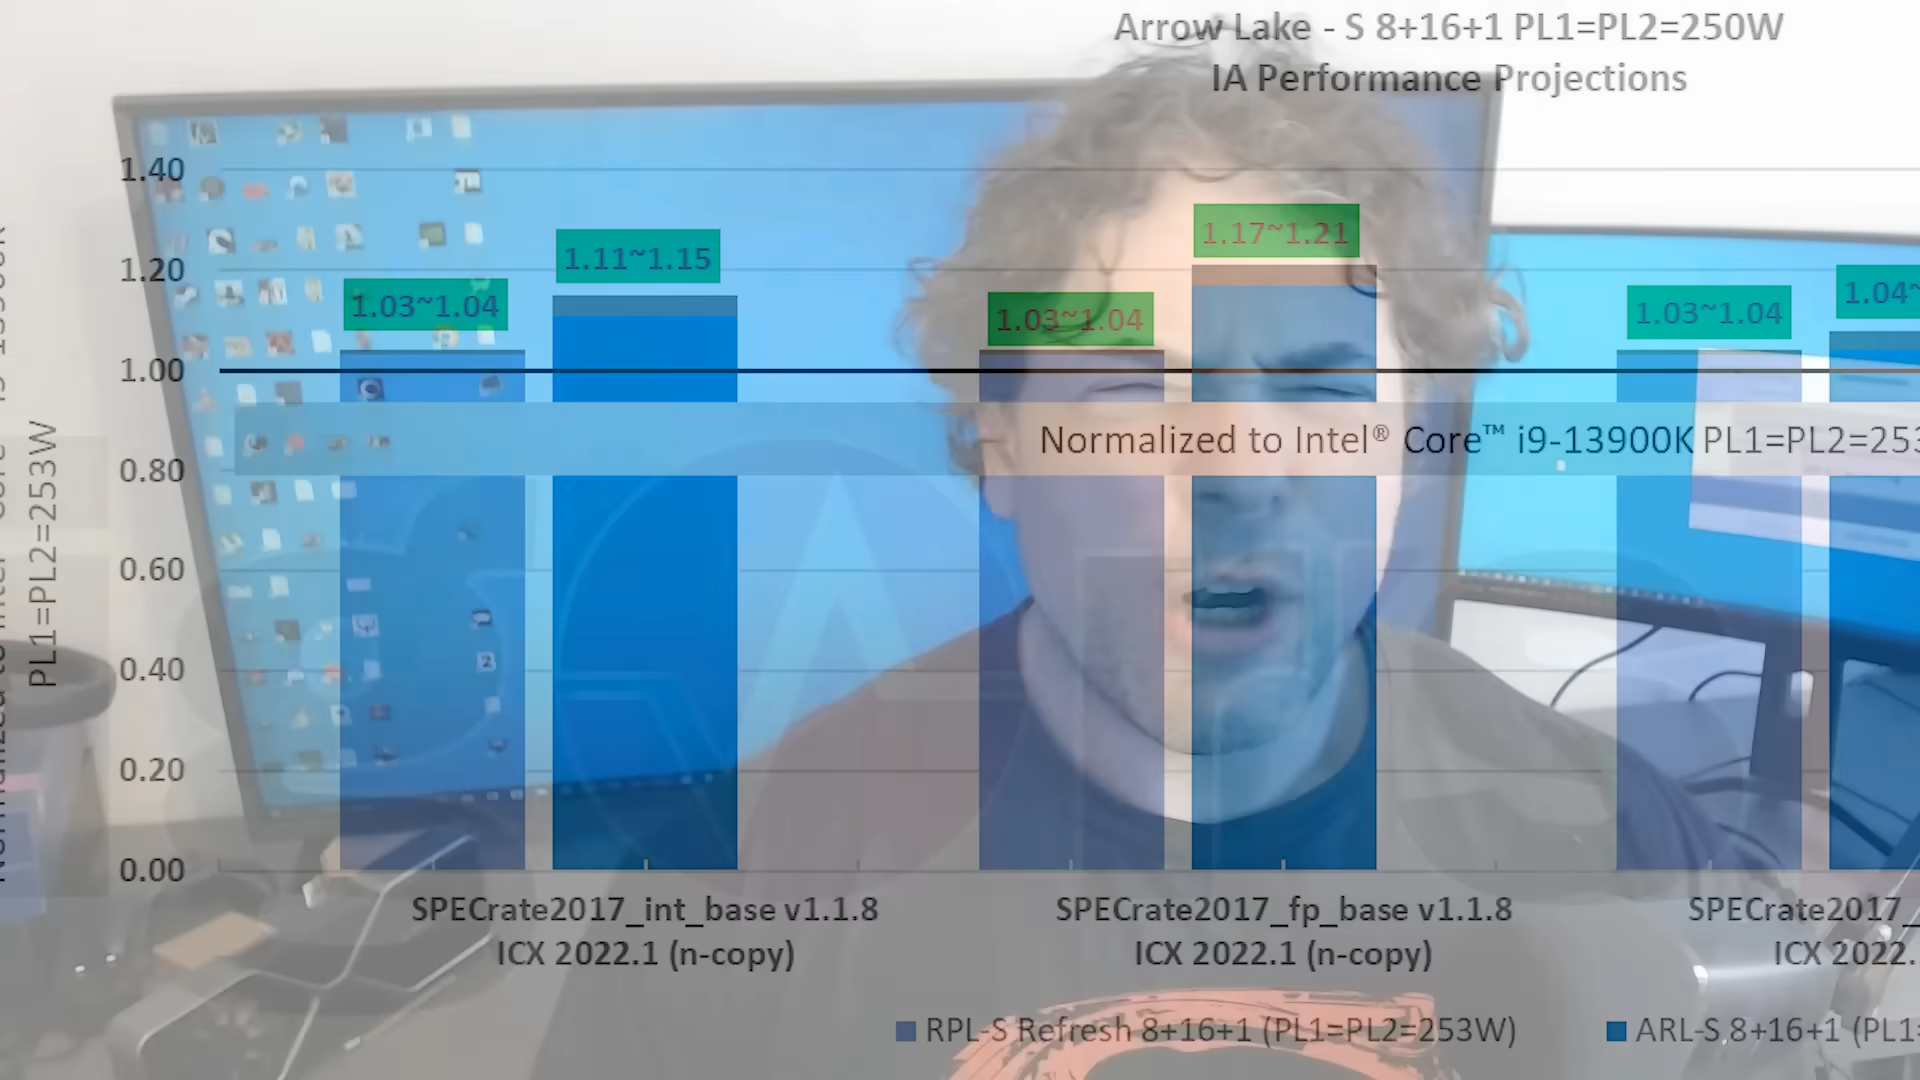 Arrow Lake - S 8+16+1 PL1=PL2=250W
IA Performance Projections
1.40
1.20
1.00
0.80
0.60
0.40
0.20
0.00
PL1=PL2=253W
1.03~1.04
1.11~1.15
1.03~1.04
1.17~1.21
1.03~1.04
1.04~
Normalized to Intel® Core™ i9-13900K PL1=PL2=253
SPECrate2017_int_base v1.1.8
ICX 2022.1 (n-copy)
SPECrate2017_fp_base v1.1.8
ICX 2022.1 (n-copy)
SPECrate2017_
ICX 2022.
RPL-S Refresh 8+16+1 (PL1=PL2=253W)
ARL-S 8+16+1 (PL1=